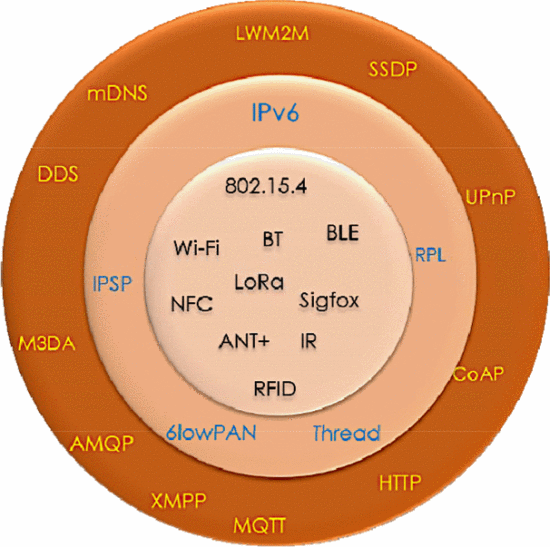 LWM2M
SSDP
mDNS
IPv6
DDS
802.15.4
UPnP
BLE
BT
Wi-Fi
RPL
IPSP
LoRa
NFC
Sigfox
M3DA
ANT+
IR
CoAP
RFID
6lowPAN
Thread
AMQP
HTTP
XMPP
MQTT